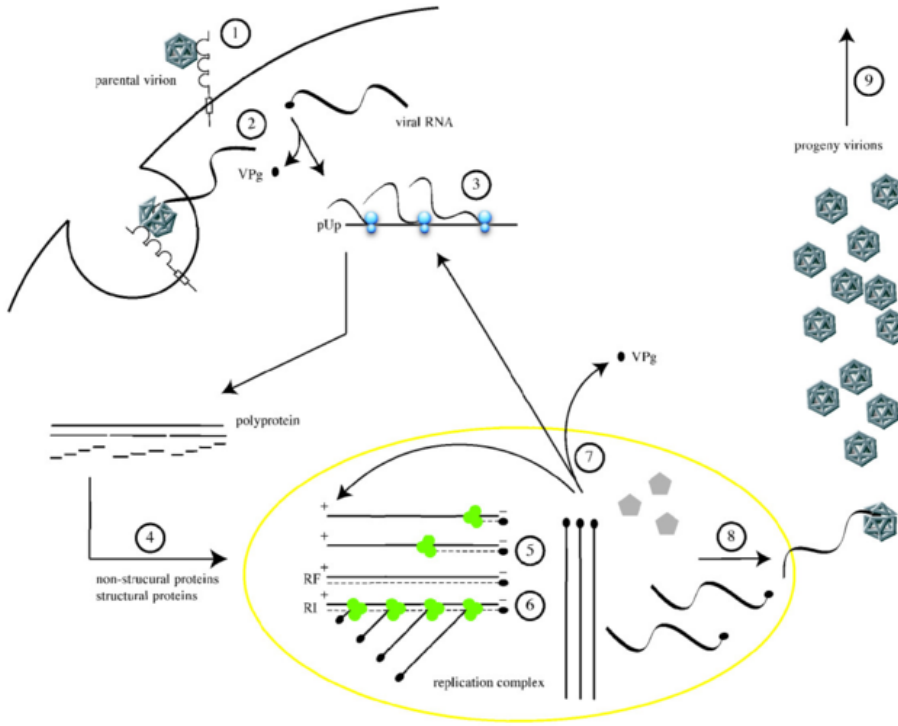 1
parental virion
9
2
viral RNA
progeny virions
VPg
3
pUp
VPg
polyprotein
7
+
−
8
4
+
−
5
non-strucural proteins
structural proteins
+
−
RF
+
−
RI
6
replication complex